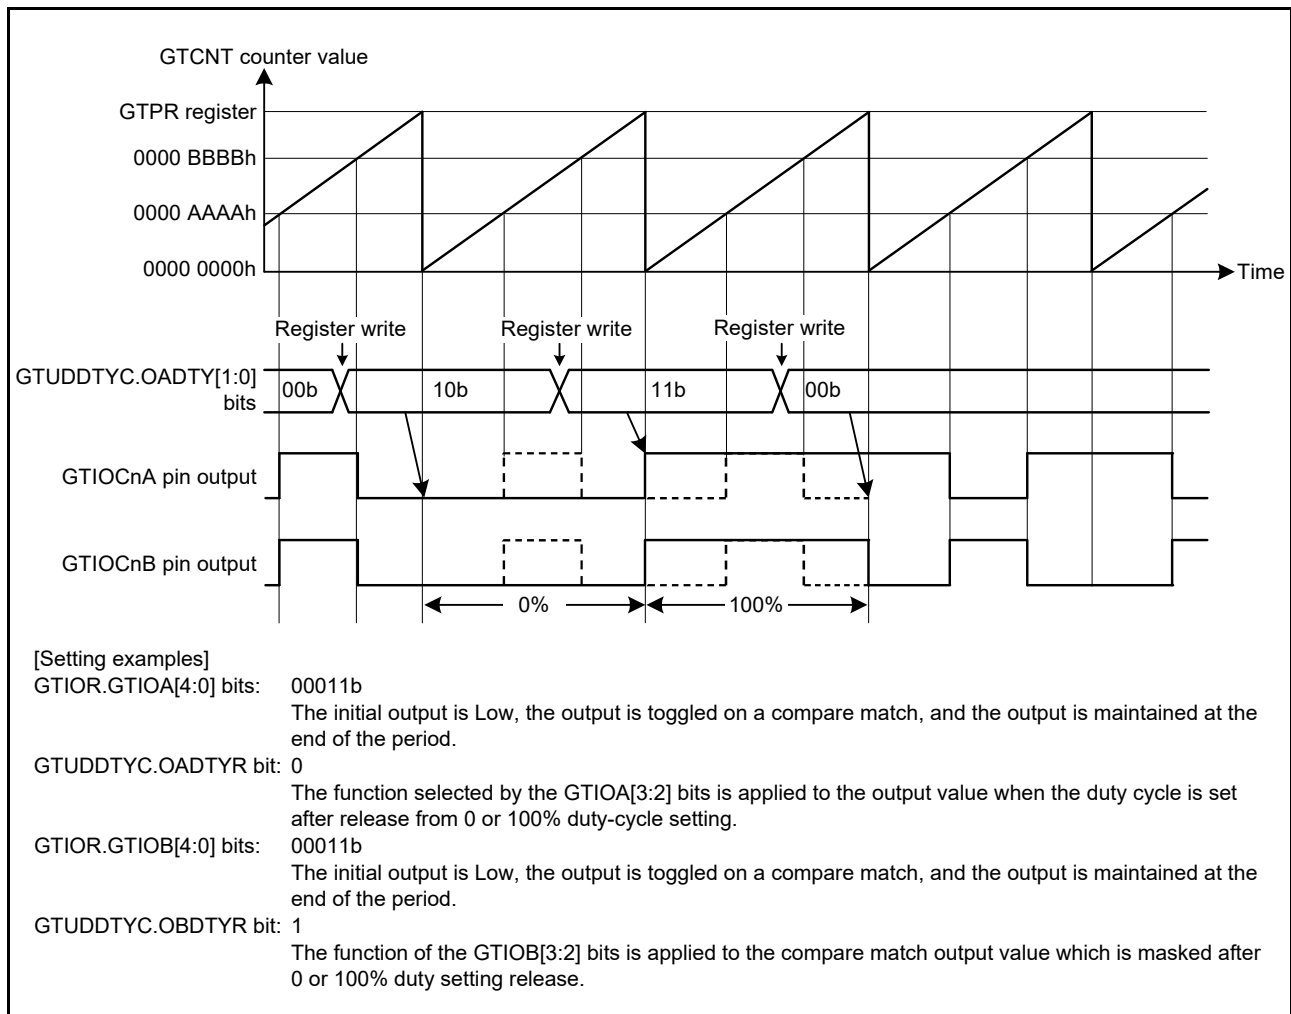 GTCNT counter value
GTPR register
0000 BBBBh
0000 AAAAh
0000 0000h
Time
Register write
Register write
Register write
GTUDDTYC.OADTY[1:0]
bits
00b
10b
11b
00b
GTIOCnA pin output
GTIOCnB pin output
0%
100%
[Setting examples]
GTIOR.GTIOA[4:0] bits: 00011b
The initial output is Low, the output is toggled on a compare match, and the output is maintained at the
end of the period.
GTUDDTYC.OADTYR bit: 0
The function selected by the GTIOA[3:2] bits is applied to the output value when the duty cycle is set
after release from 0 or 100% duty-cycle setting.
GTIOR.GTIOB[4:0] bits: 00011b
The initial output is Low, the output is toggled on a compare match, and the output is maintained at the
end of the period.
GTUDDTYC.OBDTYR bit: 1
The function of the GTIOB[3:2] bits is applied to the compare match output value which is masked after
0 or 100% duty setting release.